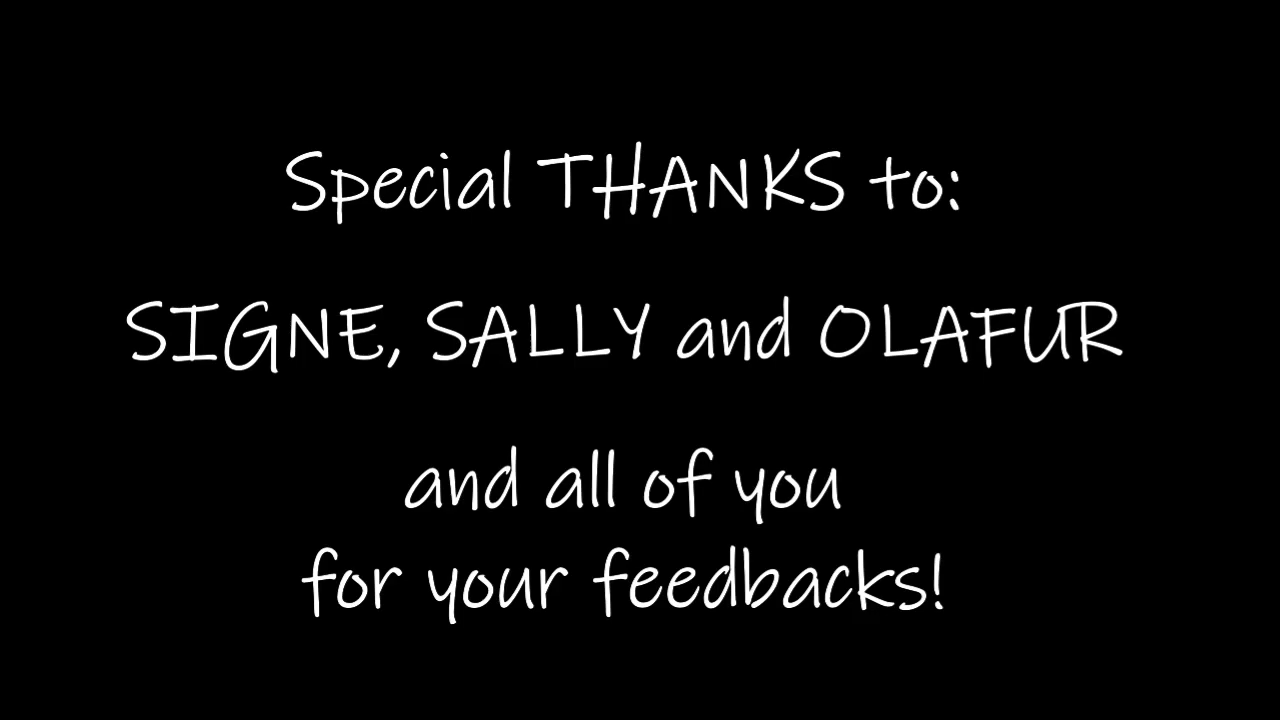 Special THANKS to:
SIGNE, SALLY and OLAFUR
and all of you
for your feedbacks!